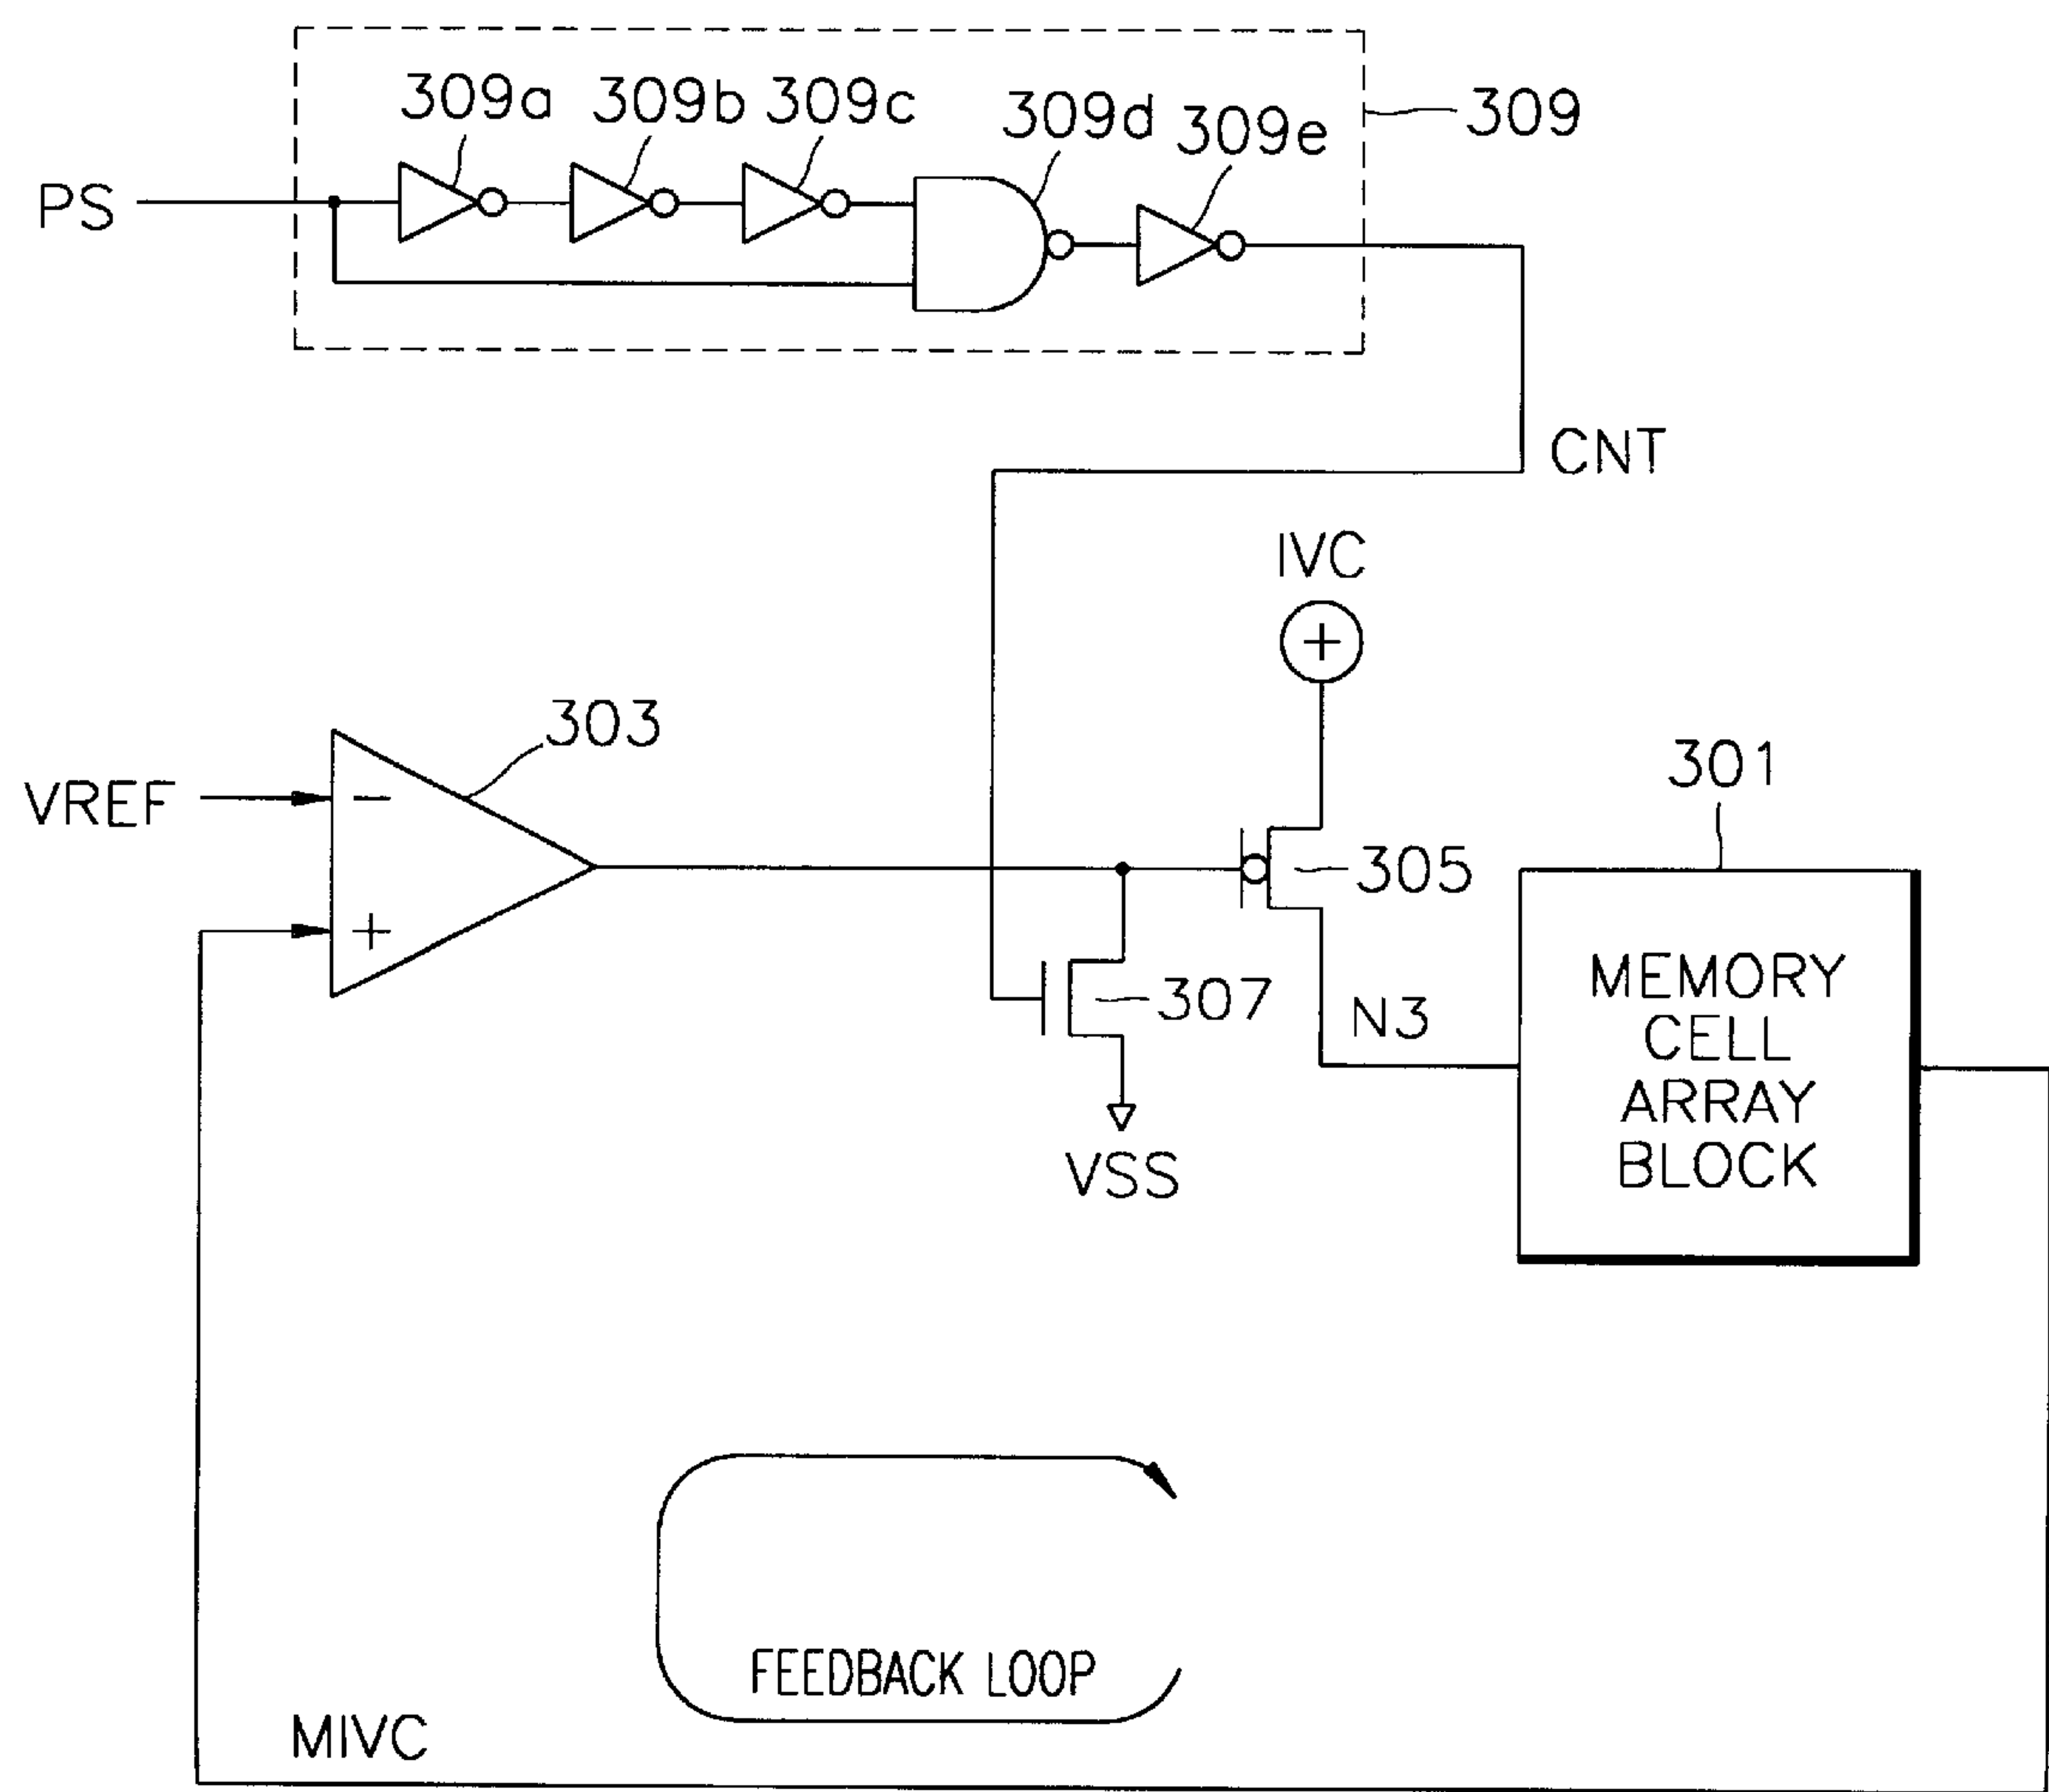 309a 309b 309c 309d 309e 309
PS
CNT
IVC
303
VREF
−
+
301
305
307
N3
VSS
MEMORY
CELL
ARRAY
BLOCK
FEEDBACK LOOP
MIVC